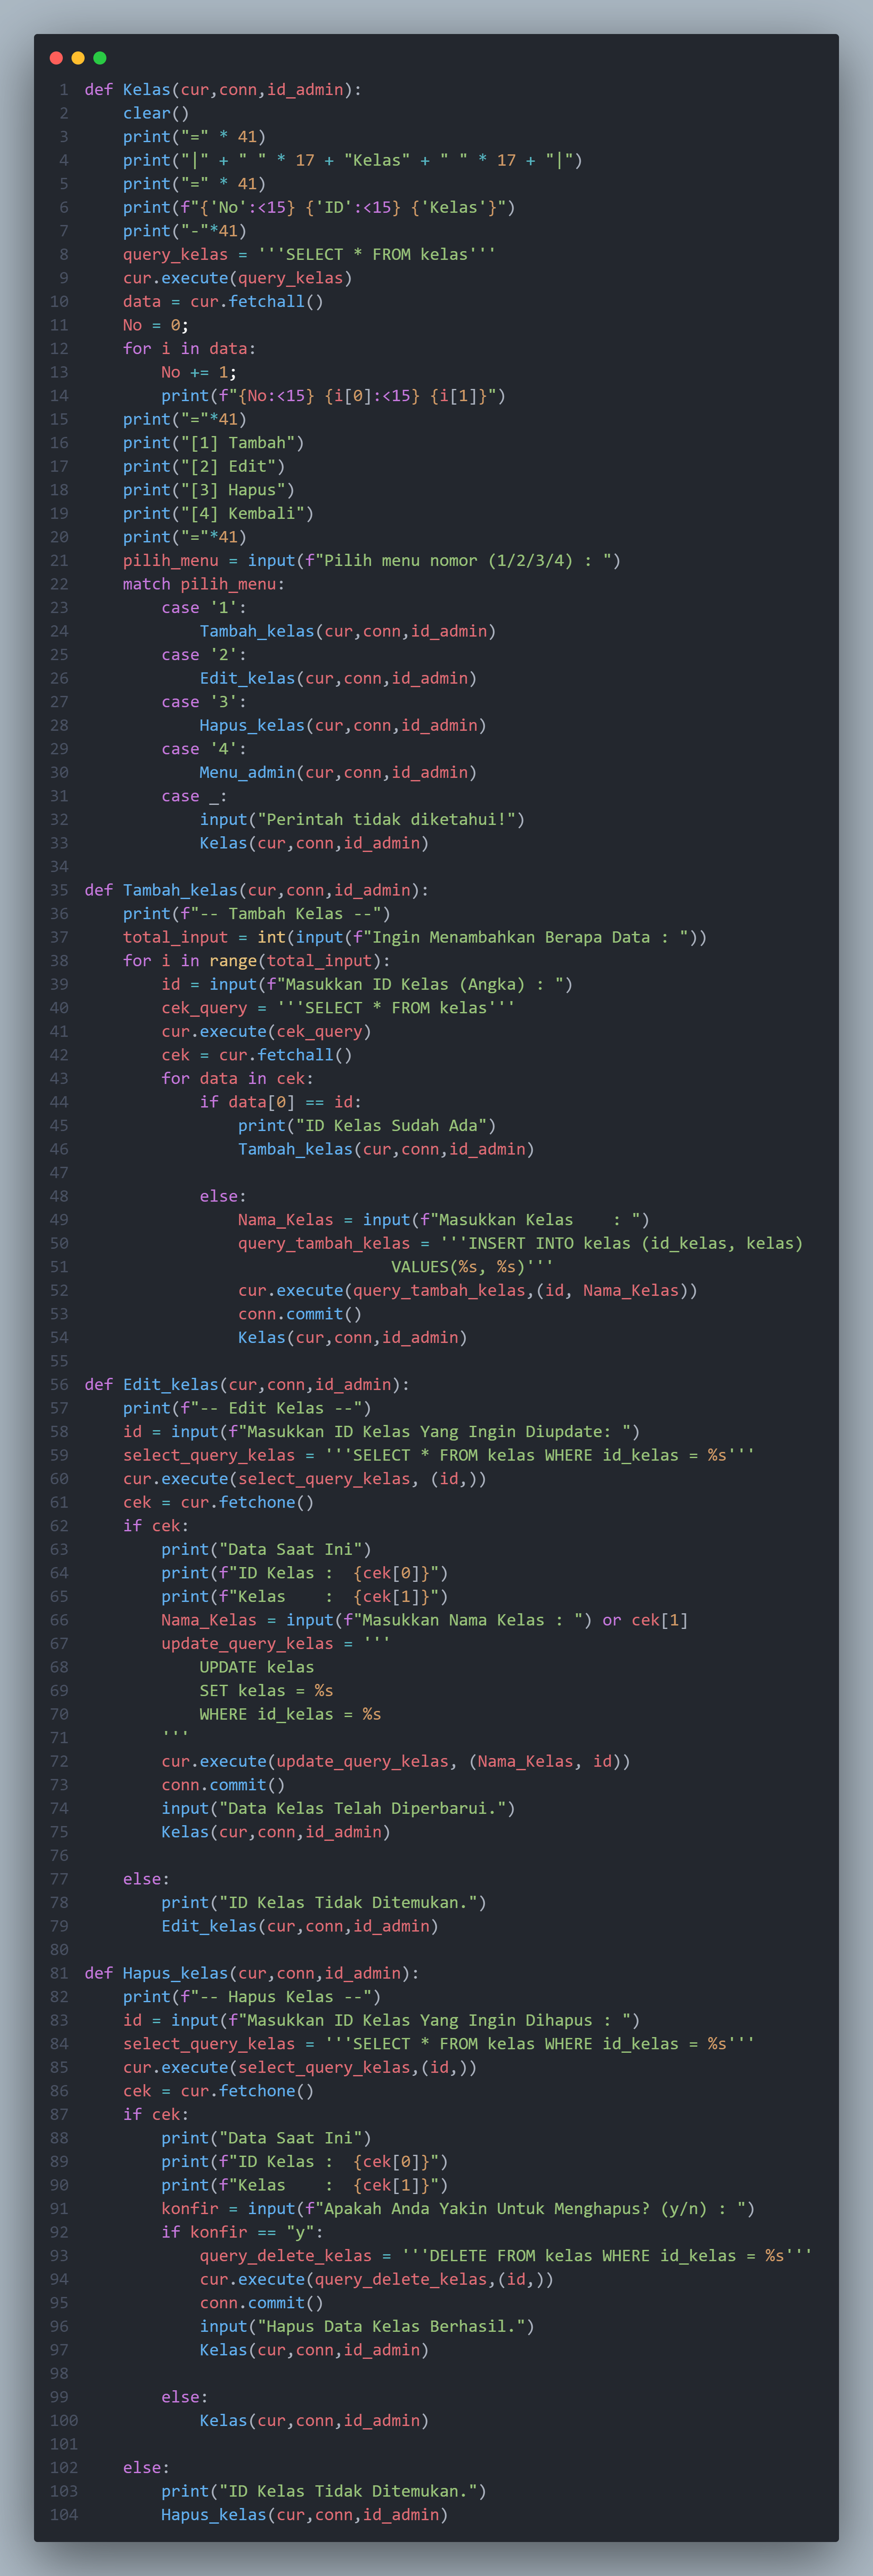 1 def Kelas(cur,conn,id_admin):
2     clear()
3     print("=" * 41)
4     print("|" + " " * 17 + "Kelas" + " " * 17 + "|")
5     print("=" * 41)
6     print(f"{'No':<15} {'ID':<15} {'Kelas'}")
7     print("-"*41)
8     query_kelas = '''SELECT * FROM kelas'''
9     cur.execute(query_kelas)
10     data = cur.fetchall()
11     No = 0;
12     for i in data:
13         No += 1;
14         print(f"{No:<15} {i[0]:<15} {i[1]}")
15     print("="*41)
16     print("[1] Tambah")
17     print("[2] Edit")
18     print("[3] Hapus")
19     print("[4] Kembali")
20     print("="*41)
21     pilih_menu = input(f"Pilih menu nomor (1/2/3/4) : ")
22     match pilih_menu:
23         case '1':
24             Tambah_kelas(cur,conn,id_admin)
25         case '2':
26             Edit_kelas(cur,conn,id_admin)
27         case '3':
28             Hapus_kelas(cur,conn,id_admin)
29         case '4':
30             Menu_admin(cur,conn,id_admin)
31         case _:
32             input("Perintah tidak diketahui!")
33             Kelas(cur,conn,id_admin)
34
35 def Tambah_kelas(cur,conn,id_admin):
36     print(f"-- Tambah Kelas --")
37     total_input = int(input(f"Ingin Menambahkan Berapa Data : "))
38     for i in range(total_input):
39         id = input(f"Masukkan ID Kelas (Angka) : ")
40         cek_query = '''SELECT * FROM kelas'''
41         cur.execute(cek_query)
42         cek = cur.fetchall()
43         for data in cek:
44             if data[0] == id:
45                 print("ID Kelas Sudah Ada")
46                 Tambah_kelas(cur,conn,id_admin)
47
48             else:
49                 Nama_Kelas = input(f"Masukkan Kelas    : ")
50                 query_tambah_kelas = '''INSERT INTO kelas (id_kelas, kelas)
51                                 VALUES(%s, %s)'''
52                 cur.execute(query_tambah_kelas,(id, Nama_Kelas))
53                 conn.commit()
54                 Kelas(cur,conn,id_admin)
55
56 def Edit_kelas(cur,conn,id_admin):
57     print(f"-- Edit Kelas --")
58     id = input(f"Masukkan ID Kelas Yang Ingin Diupdate: ")
59     select_query_kelas = '''SELECT * FROM kelas WHERE id_kelas = %s'''
60     cur.execute(select_query_kelas, (id,))
61     cek = cur.fetchone()
62     if cek:
63         print("Data Saat Ini")
64         print(f"ID Kelas :  {cek[0]}")
65         print(f"Kelas    :  {cek[1]}")
66         Nama_Kelas = input(f"Masukkan Nama Kelas : ") or cek[1]
67         update_query_kelas = '''
68             UPDATE kelas
69             SET kelas = %s
70             WHERE id_kelas = %s
71         '''
72         cur.execute(update_query_kelas, (Nama_Kelas, id))
73         conn.commit()
74         input("Data Kelas Telah Diperbarui.")
75         Kelas(cur,conn,id_admin)
76
77     else:
78         print("ID Kelas Tidak Ditemukan.")
79         Edit_kelas(cur,conn,id_admin)
80
81 def Hapus_kelas(cur,conn,id_admin):
82     print(f"-- Hapus Kelas --")
83     id = input(f"Masukkan ID Kelas Yang Ingin Dihapus : ")
84     select_query_kelas = '''SELECT * FROM kelas WHERE id_kelas = %s'''
85     cur.execute(select_query_kelas,(id,))
86     cek = cur.fetchone()
87     if cek:
88         print("Data Saat Ini")
89         print(f"ID Kelas :  {cek[0]}")
90         print(f"Kelas    :  {cek[1]}")
91         konfir = input(f"Apakah Anda Yakin Untuk Menghapus? (y/n) : ")
92         if konfir == "y":
93             query_delete_kelas = '''DELETE FROM kelas WHERE id_kelas = %s'''
94             cur.execute(query_delete_kelas,(id,))
95             conn.commit()
96             input("Hapus Data Kelas Berhasil.")
97             Kelas(cur,conn,id_admin)
98
99         else:
100             Kelas(cur,conn,id_admin)
101
102     else:
103         print("ID Kelas Tidak Ditemukan.")
104         Hapus_kelas(cur,conn,id_admin)